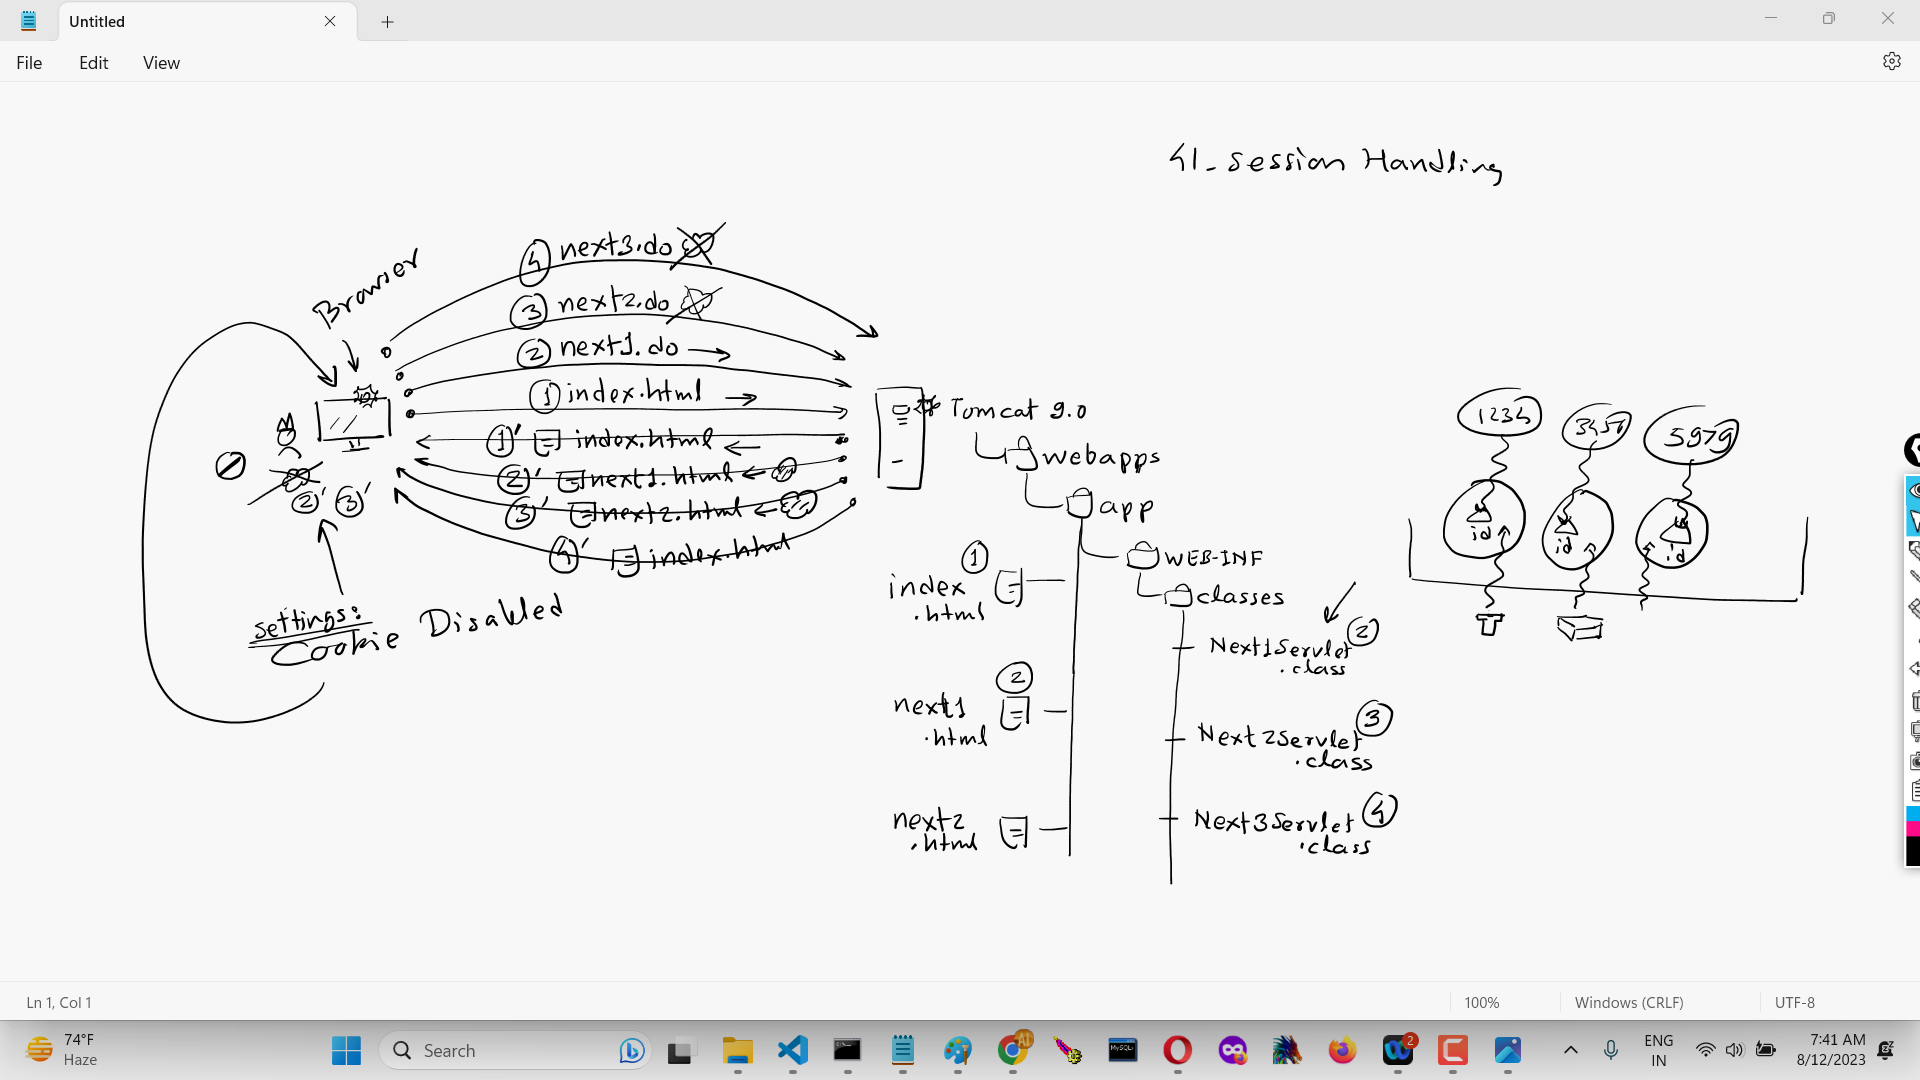 Untitled
File Edit View
41_Session Handling
Browser
4 next3.do
3 next2.do
2 next1.do
1 index.html
1' index.html
2' next1.html
3' next2.html
4' index.html
2' 3'
settings:
Cookie Disabled
Tomcat 9.0
webapps
app
WEB-INF
classes
1
index
.html
2
next1
.html
next2
.html
Next1Servlet 2
.class
Next2Servlet 3
.class
Next3Servlet 4
.class
1234
5979
id id id
Ln 1, Col 1
100%
Windows (CRLF)
UTF-8
74°F
Haze
Search
MySQL
2
ENG
IN
7:41 AM
8/12/2023